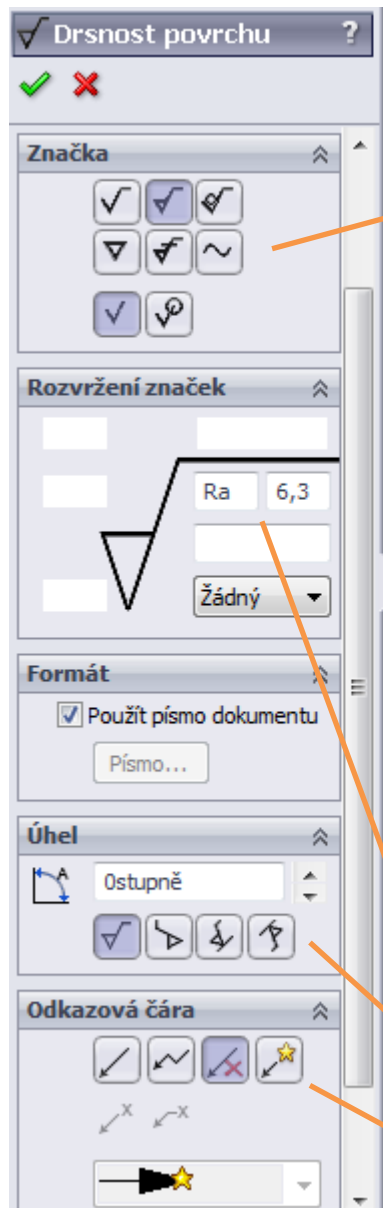 Drsnost povrchu ?
Značka
Rozvržení značek
Ra 6,3
Žádný
Formát
Použít písmo dokumentu
Písmo...
Úhel
A
0stupně
Odkazová čára
x x